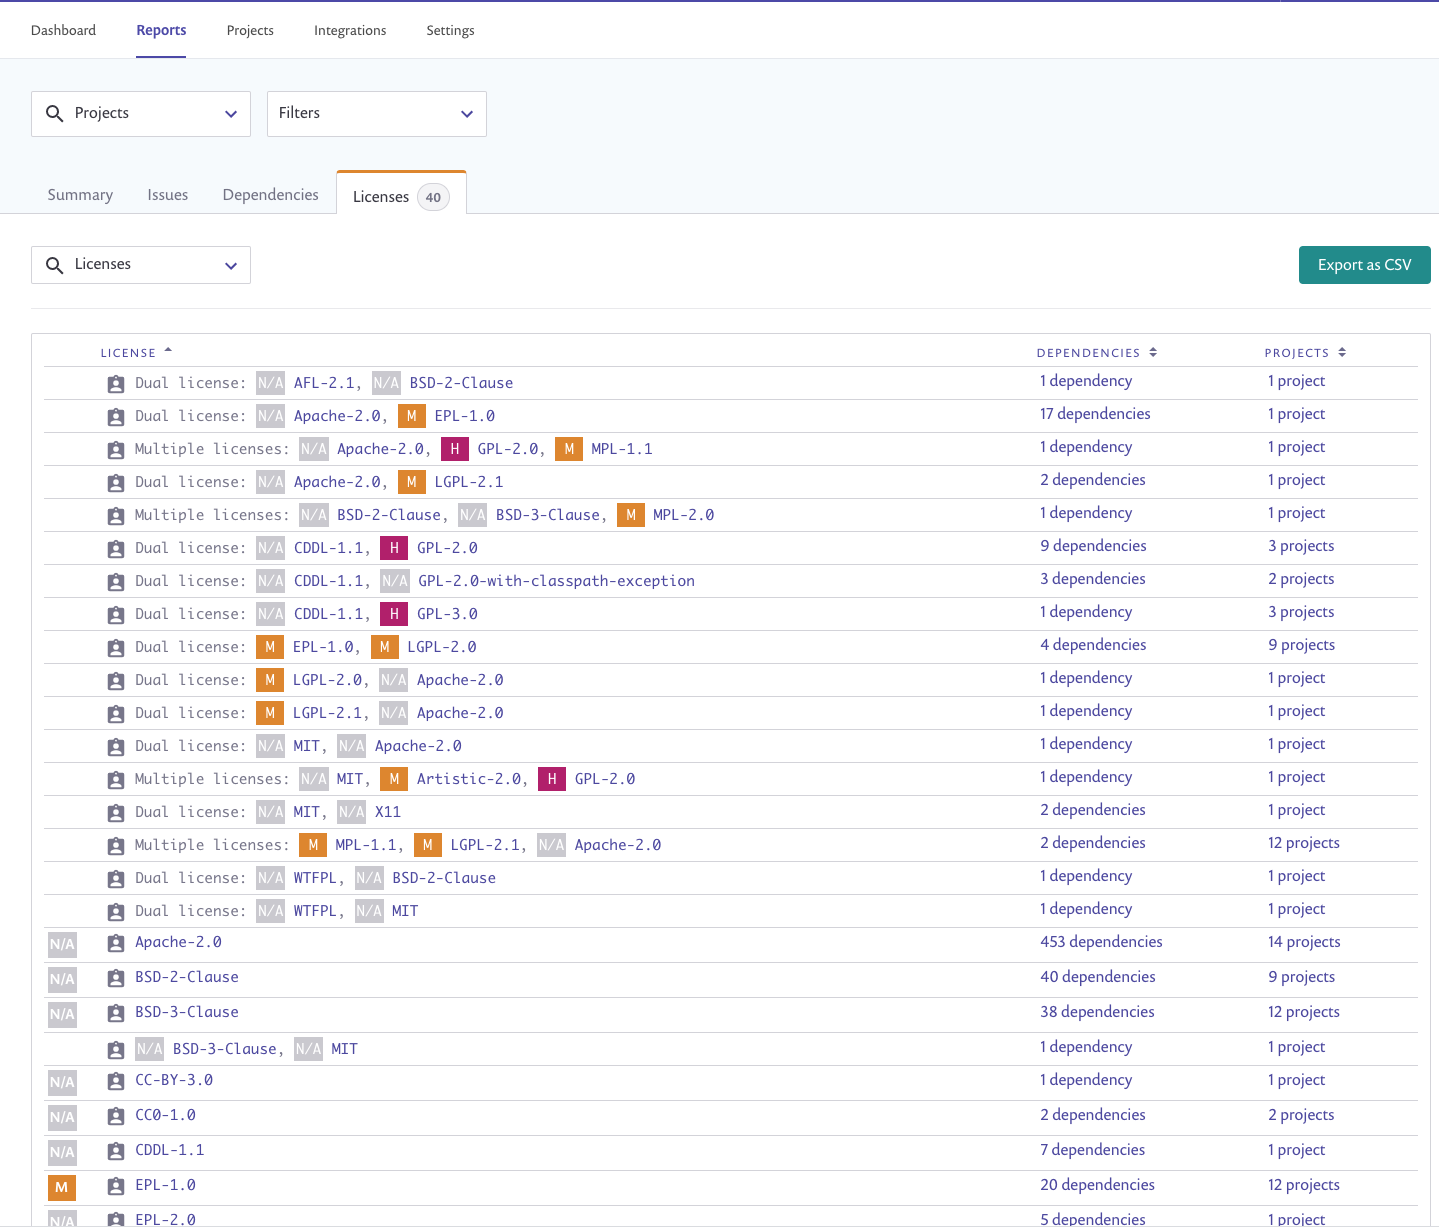 Dashboard Reports Projects Integrations Settings
Projects Filters
Summary Issues Dependencies Licenses 40
Licenses Export as CSV
LICENSE DEPENDENCIES PROJECTS
Dual license: N/A AFL-2.1, N/A BSD-2-Clause 1 dependency 1 project
Dual license: N/A Apache-2.0, M EPL-1.0 17 dependencies 1 project
Multiple licenses: N/A Apache-2.0, H GPL-2.0, M MPL-1.1 1 dependency 1 project
Dual license: N/A Apache-2.0, M LGPL-2.1 2 dependencies 1 project
Multiple licenses: N/A BSD-2-Clause, N/A BSD-3-Clause, M MPL-2.0 1 dependency 1 project
Dual license: N/A CDDL-1.1, H GPL-2.0 9 dependencies 3 projects
Dual license: N/A CDDL-1.1, N/A GPL-2.0-with-classpath-exception 3 dependencies 2 projects
Dual license: N/A CDDL-1.1, H GPL-3.0 1 dependency 3 projects
Dual license: M EPL-1.0, M LGPL-2.0 4 dependencies 9 projects
Dual license: M LGPL-2.0, N/A Apache-2.0 1 dependency 1 project
Dual license: M LGPL-2.1, N/A Apache-2.0 1 dependency 1 project
Dual license: N/A MIT, N/A Apache-2.0 1 dependency 1 project
Multiple licenses: N/A MIT, M Artistic-2.0, H GPL-2.0 1 dependency 1 project
Dual license: N/A MIT, N/A X11 2 dependencies 1 project
Multiple licenses: M MPL-1.1, M LGPL-2.1, N/A Apache-2.0 2 dependencies 12 projects
Dual license: N/A WTFPL, N/A BSD-2-Clause 1 dependency 1 project
Dual license: N/A WTFPL, N/A MIT 1 dependency 1 project
N/A Apache-2.0 453 dependencies 14 projects
N/A BSD-2-Clause 40 dependencies 9 projects
N/A BSD-3-Clause 38 dependencies 12 projects
N/A BSD-3-Clause, N/A MIT 1 dependency 1 project
N/A CC-BY-3.0 1 dependency 1 project
N/A CC0-1.0 2 dependencies 2 projects
N/A CDDL-1.1 7 dependencies 1 project
M EPL-1.0 20 dependencies 12 projects
N/A EPL-2.0 5 dependencies 1 project